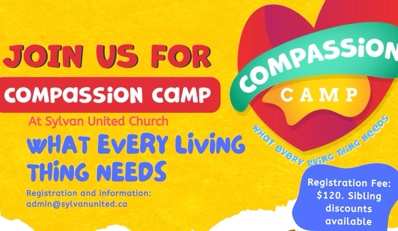 JOIN US FOR
COMPASSION CAMP
At Sylvan United Church
WHAT EVERY LIVING
THING NEEDS
Registration and information:
admin@sylvanunited.ca
COMPASSION
CAMP
WHAT EVERY LIVING THING NEEDS
Registration Fee:
$120. Sibling
discounts
available